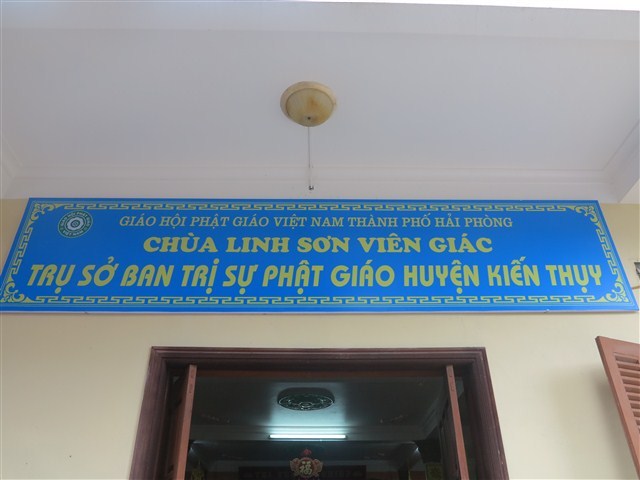 GIÁO HỘI PHẬT GIÁO VIỆT NAM THÀNH PHỐ HẢI PHÒNG
CHÙA LINH SƠN VIÊN GIÁC
TRỤ SỞ BAN TRỊ SỰ PHẬT GIÁO HUYỆN KIẾN THỤY
福